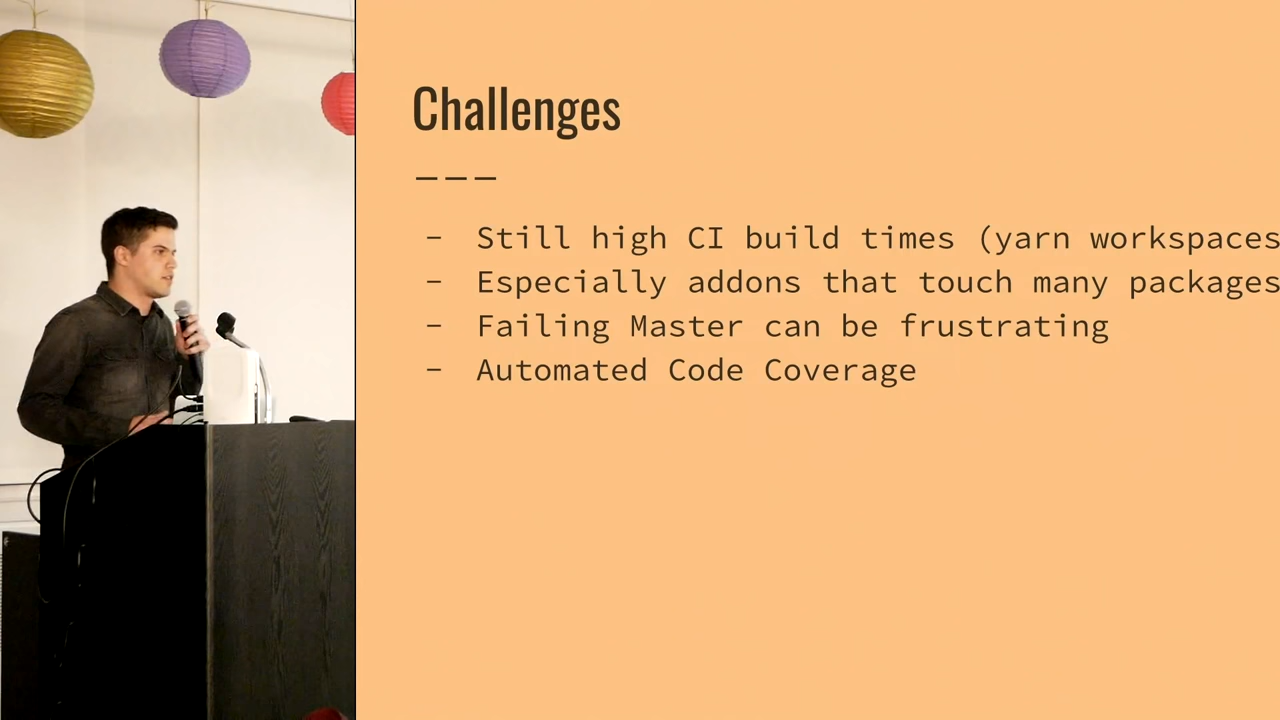 Challenges
– Still high CI build times (yarn workspaces
– Especially addons that touch many packages
– Failing Master can be frustrating
– Automated Code Coverage